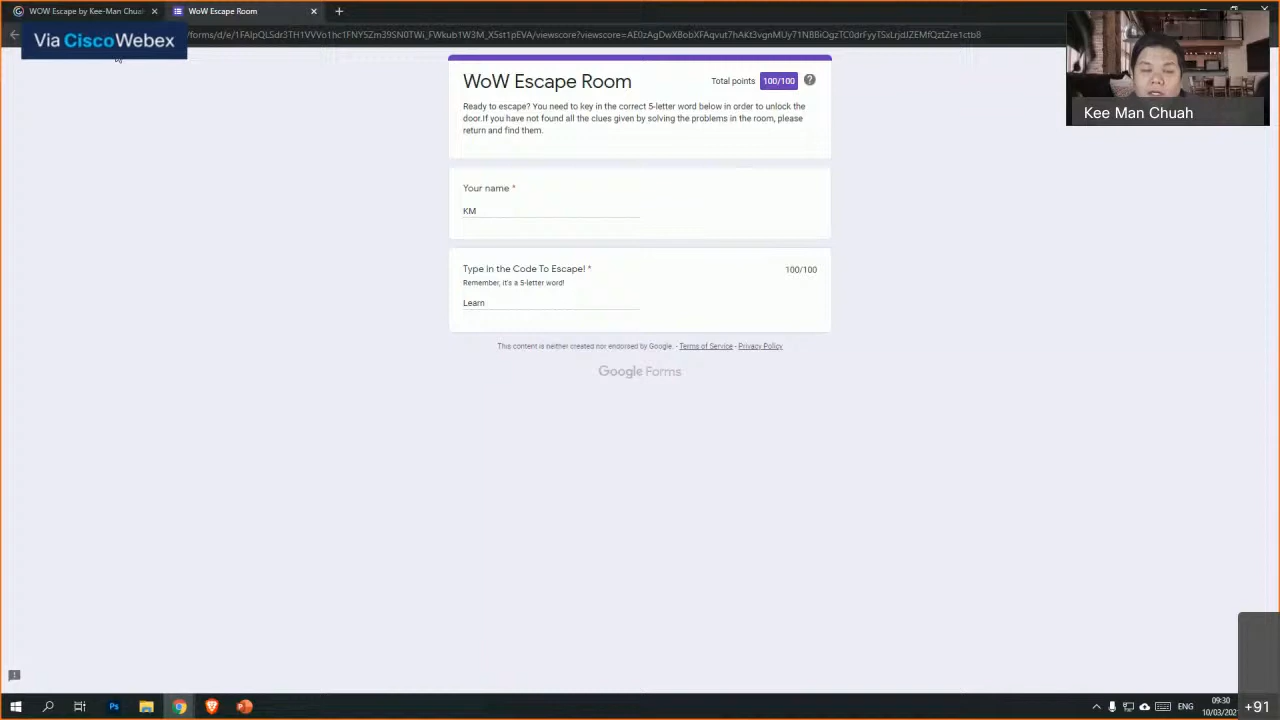 WOW Escape by Kee-Man Chuah
WoW Escape Room
Via CiscoWebex
WoW Escape Room
Total points
100/100
Ready to escape? You need to key in the correct 5-letter word below in order to unlock the
door.If you have not found all the clues given by solving the problems in the room, please
return and find them.
Kee Man Chuah
Your name *
KM
Type in the Code To Escape! *
100/100
Remember, it's a 5-letter word!
Learn
This content is neither created nor endorsed by Google. - Terms of Service - Privacy Policy
Google Forms
ENG
09:30
+91